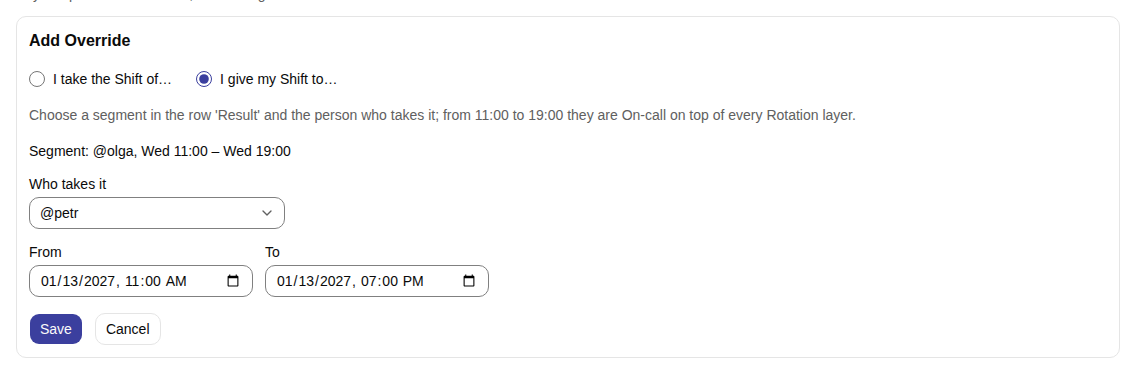 Add Override
I take the Shift of… I give my Shift to…
Choose a segment in the row 'Result' and the person who takes it; from 11:00 to 19:00 they are On-call on top of every Rotation layer.
Segment: @olga, Wed 11:00 – Wed 19:00
Who takes it
@petr
From To
01/13/2027, 11:00 AM 01/13/2027, 07:00 PM
Save Cancel